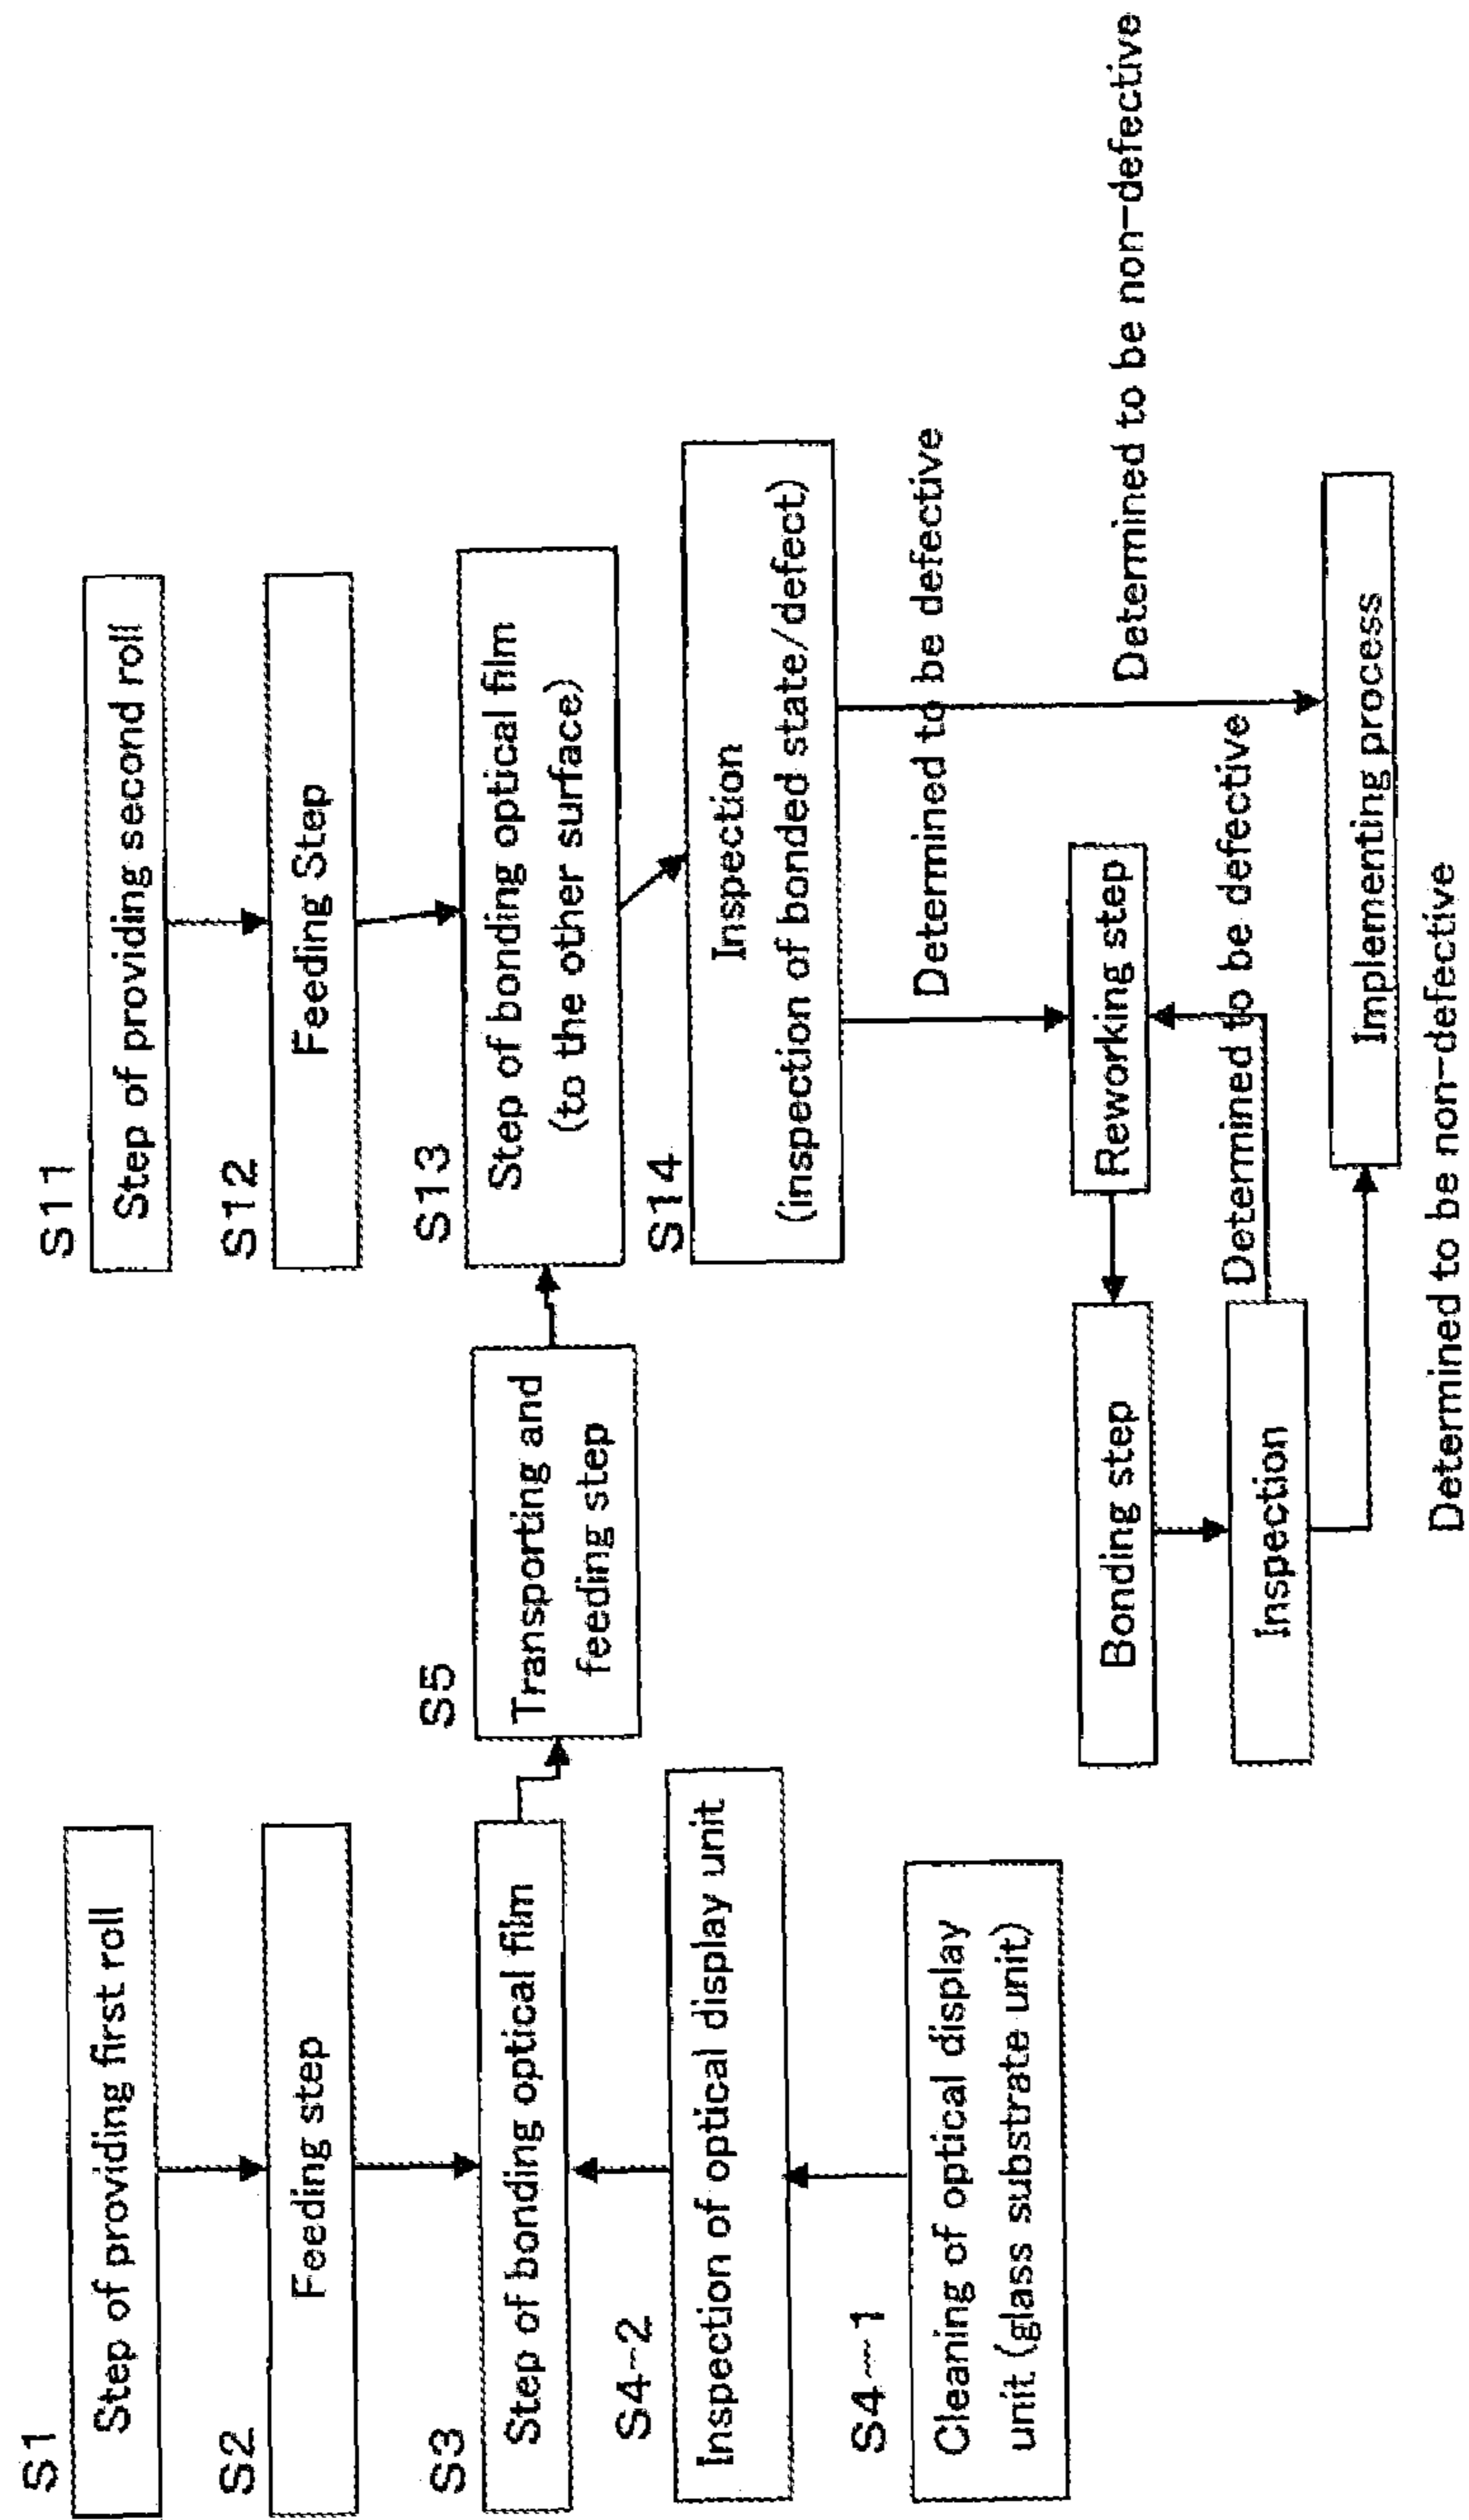 S1
Step of providing first roll
S2
Feeding step
S3
Step of bonding optical film
S4-2
Inspection of optical display unit
S4-1
Cleaning of optical display
unit (glass substrate unit)
S5
Transporting and
feeding step
S11
Step of providing second roll
S12
Feeding Step
S13
Step of bonding optical film
(to the other surface)
S14
Inspection
(inspection of bonded state/defect)
Determined to be defective
Determined to be non-defective
Reworking step
Bonding step
Determined to be defective
Inspection
Implementing process
Determined to be non-defective